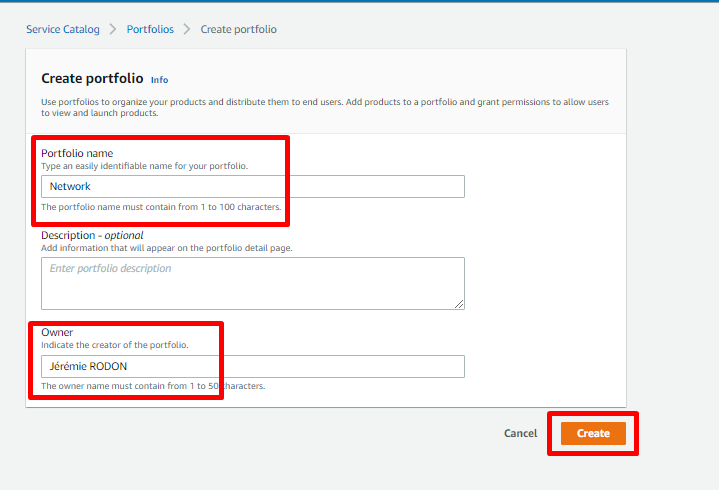 Service Catalog > Portfolios > Create portfolio
Create portfolio Info
Use portfolios to organize your products and distribute them to end users. Add products to a portfolio and grant permissions to allow users
to view and launch products.
Portfolio name
Type an easily identifiable name for your portfolio.
Network
The portfolio name must contain from 1 to 100 characters.
Description - optional
Add information that will appear on the portfolio detail page.
Enter portfolio description
Owner
Indicate the creator of the portfolio.
Jérémie RODON
The owner name must contain from 1 to 50 characters.
Cancel Create